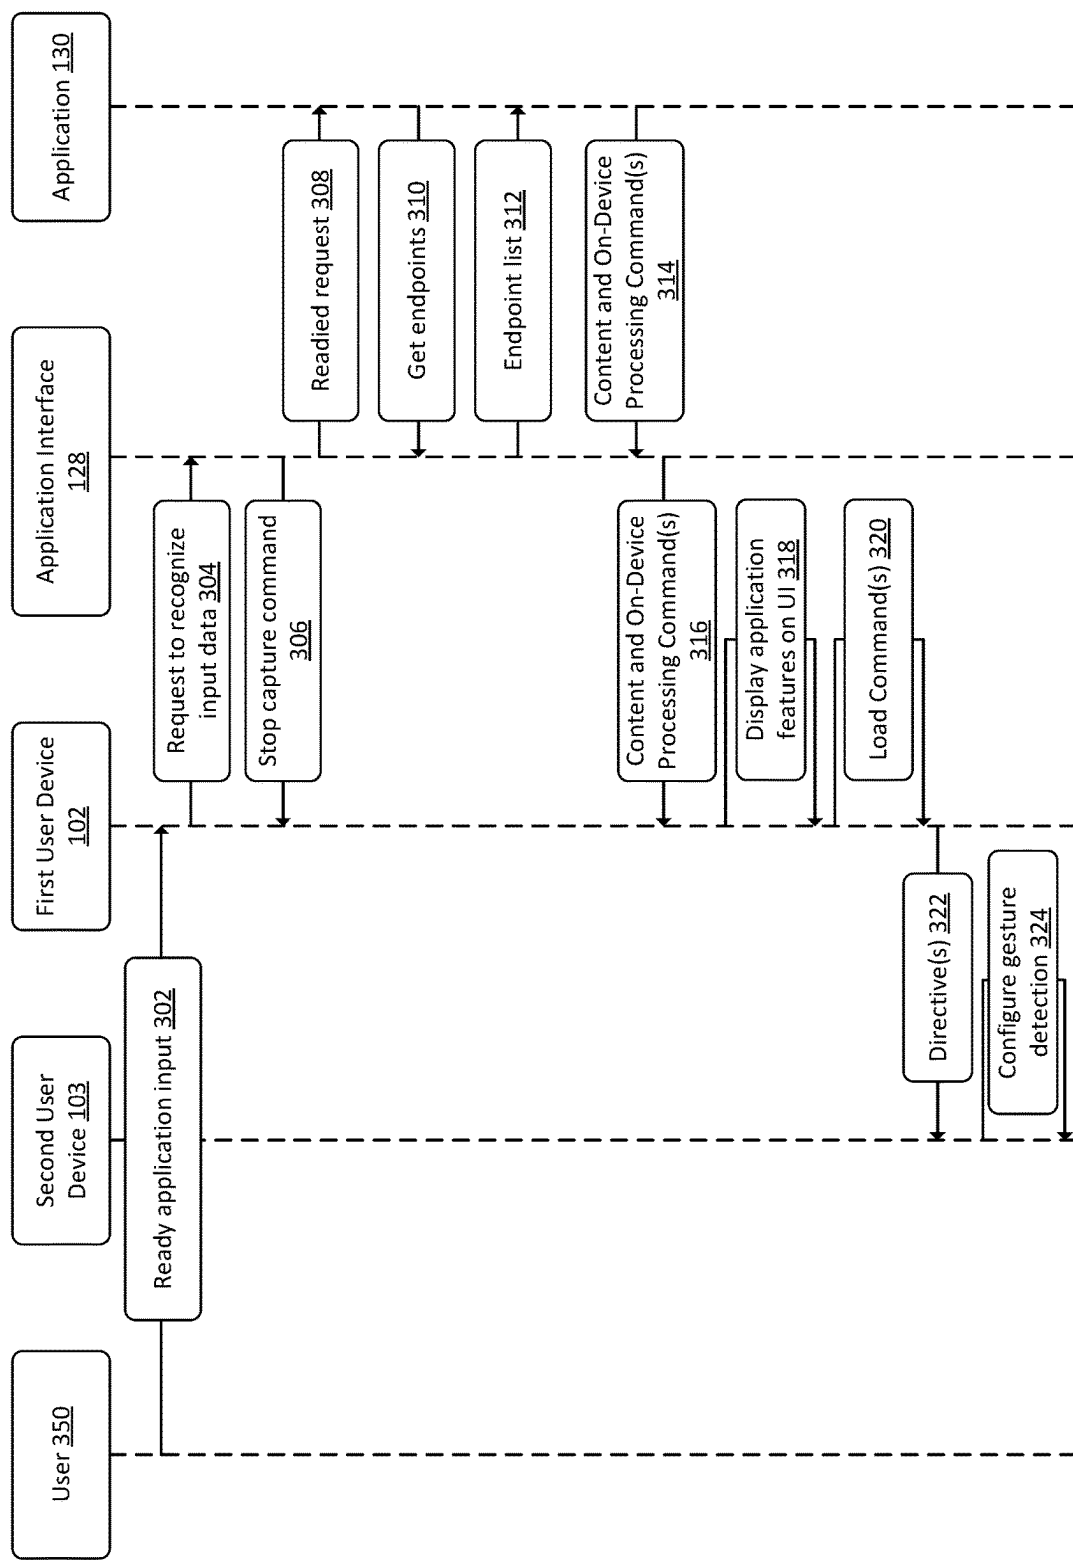 User 350
Second User
Device 103
First User Device
102
Application Interface
128
Application 130
Ready application input 302
Request to recognize
input data 304
Stop capture command
306
Readied request 308
Get endpoints 310
Endpoint list 312
Content and On-Device
Processing Command(s)
314
Content and On-Device
Processing Command(s)
316
Display application
features on UI 318
Load Command(s) 320
Directive(s) 322
Configure gesture
detection 324